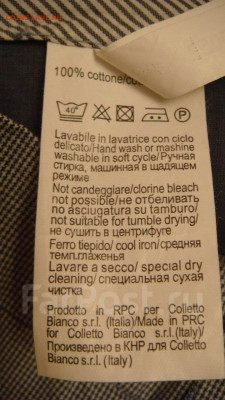 100% cottone/co
40°
P
Lavabile in lavatrice con ciclo
delicato/Hand wash or mashine
washable in soft cycle/Ручная
стирка, машинная в щадящем
режиме
Not candeggiare/clorine bleach
not possible/не отбеливать
no asciugatura su tamburo/
not suitable for tumble drying/
не сушить в центрифуге
Ferro tiepido/ cool iron/средняя
темп.глаженья
Lavare a secco/ special dry
cleaning/ специальная сухая
чистка
Prodotto in RPC per Colletto
Bianco s.r.l. (Italia)/Made in PRC
for Colletto Bianco s.r.l.(Italy)/
Произведено в КНР для Colletto
Bianco s.r.l.(Italy)